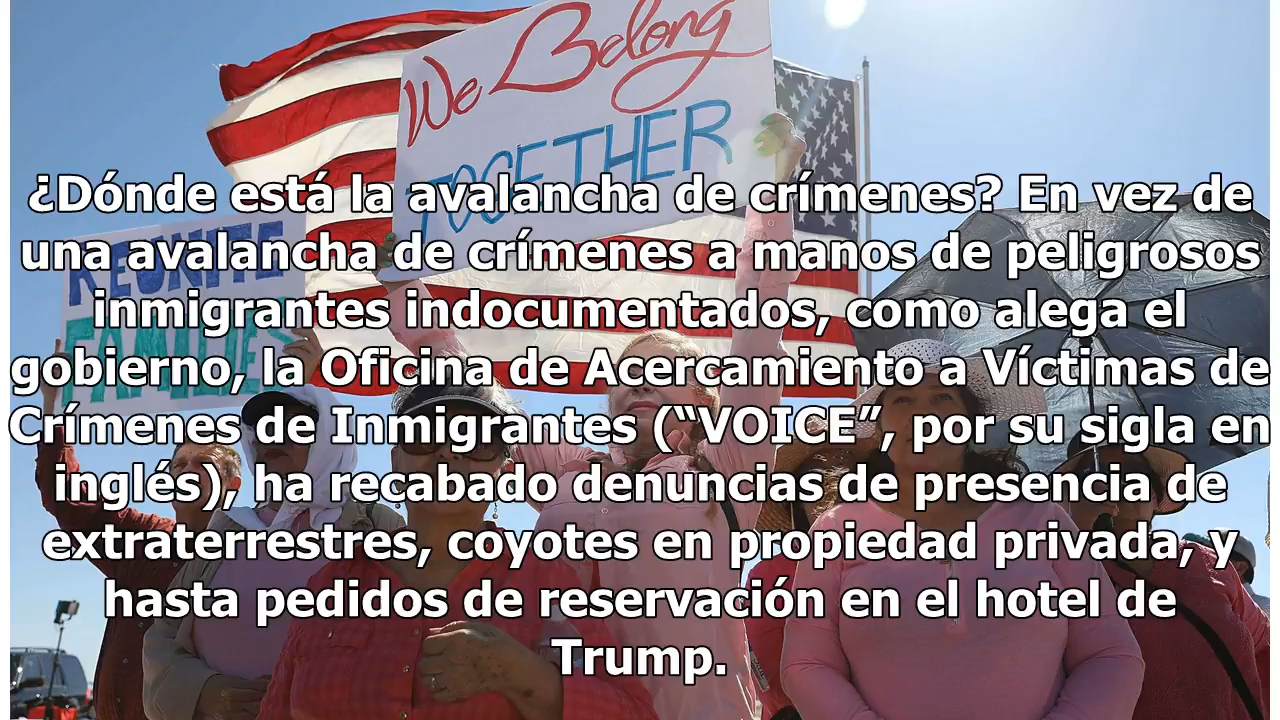 We Belong
TOGETHER
REUNITE
FAMILIES
¿Dónde está la avalancha de crímenes? En vez de
una avalancha de crímenes a manos de peligrosos
inmigrantes indocumentados, como alega el
gobierno, la Oficina de Acercamiento a Víctimas de
Crímenes de Inmigrantes (“VOICE”, por su sigla en
inglés), ha recabado denuncias de presencia de
extraterrestres, coyotes en propiedad privada, y
hasta pedidos de reservación en el hotel de
Trump.